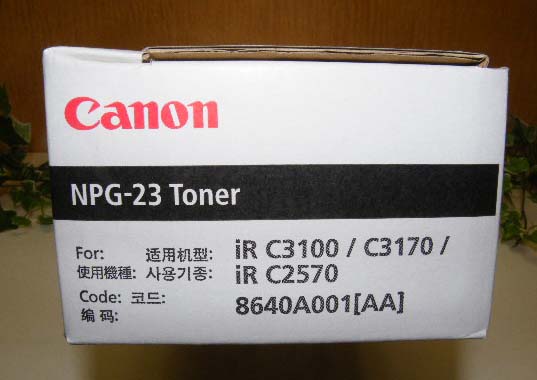 Canon
NPG-23 Toner
For: 适用机型: iR C3100 / C3170 /
使用機種: 사용기종: iR C2570
Code: 코드: 8640A001[AA]
编 码: